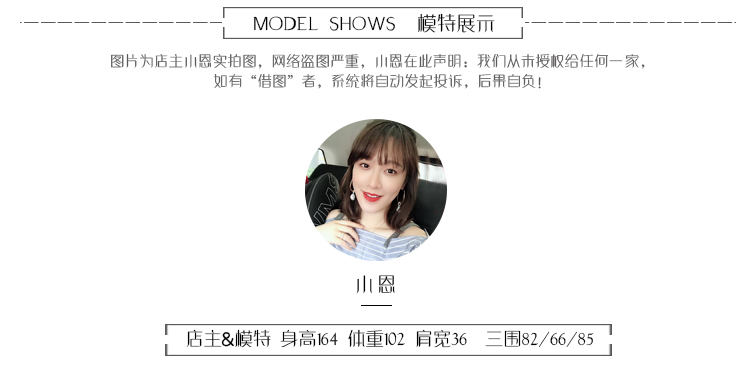 MODEL SHOWS 模特展示
图片为店主小恩实拍图，网络盗图严重，小恩在此声明：我们从未授权给任何一家，
如有“借图”者，系统将自动发起投诉，后果自负！
小恩
店主&模特 身高164 体重102 肩宽36 三围82/66/85